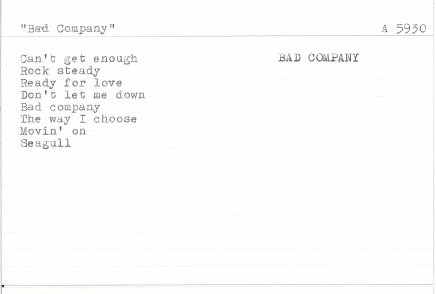 "Bad Company" A 5930
Can't get enough BAD COMPANY
Rock steady
Ready for love
Don't let me down
Bad company
The way I choose
Movin' on
Seagull